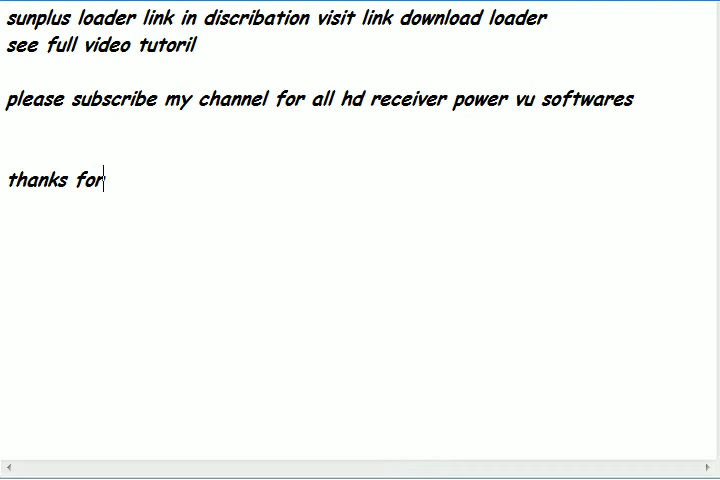 sunplus loader link in discribation visit link download loader
see full video tutoril
please subscribe my channel for all hd receiver power vu softwares
thanks for